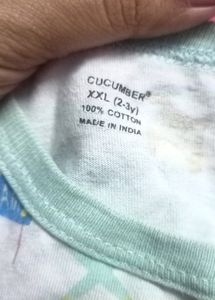 CUCUMBER®
XXL (2-3y)
100% COTTON
MADE IN INDIA